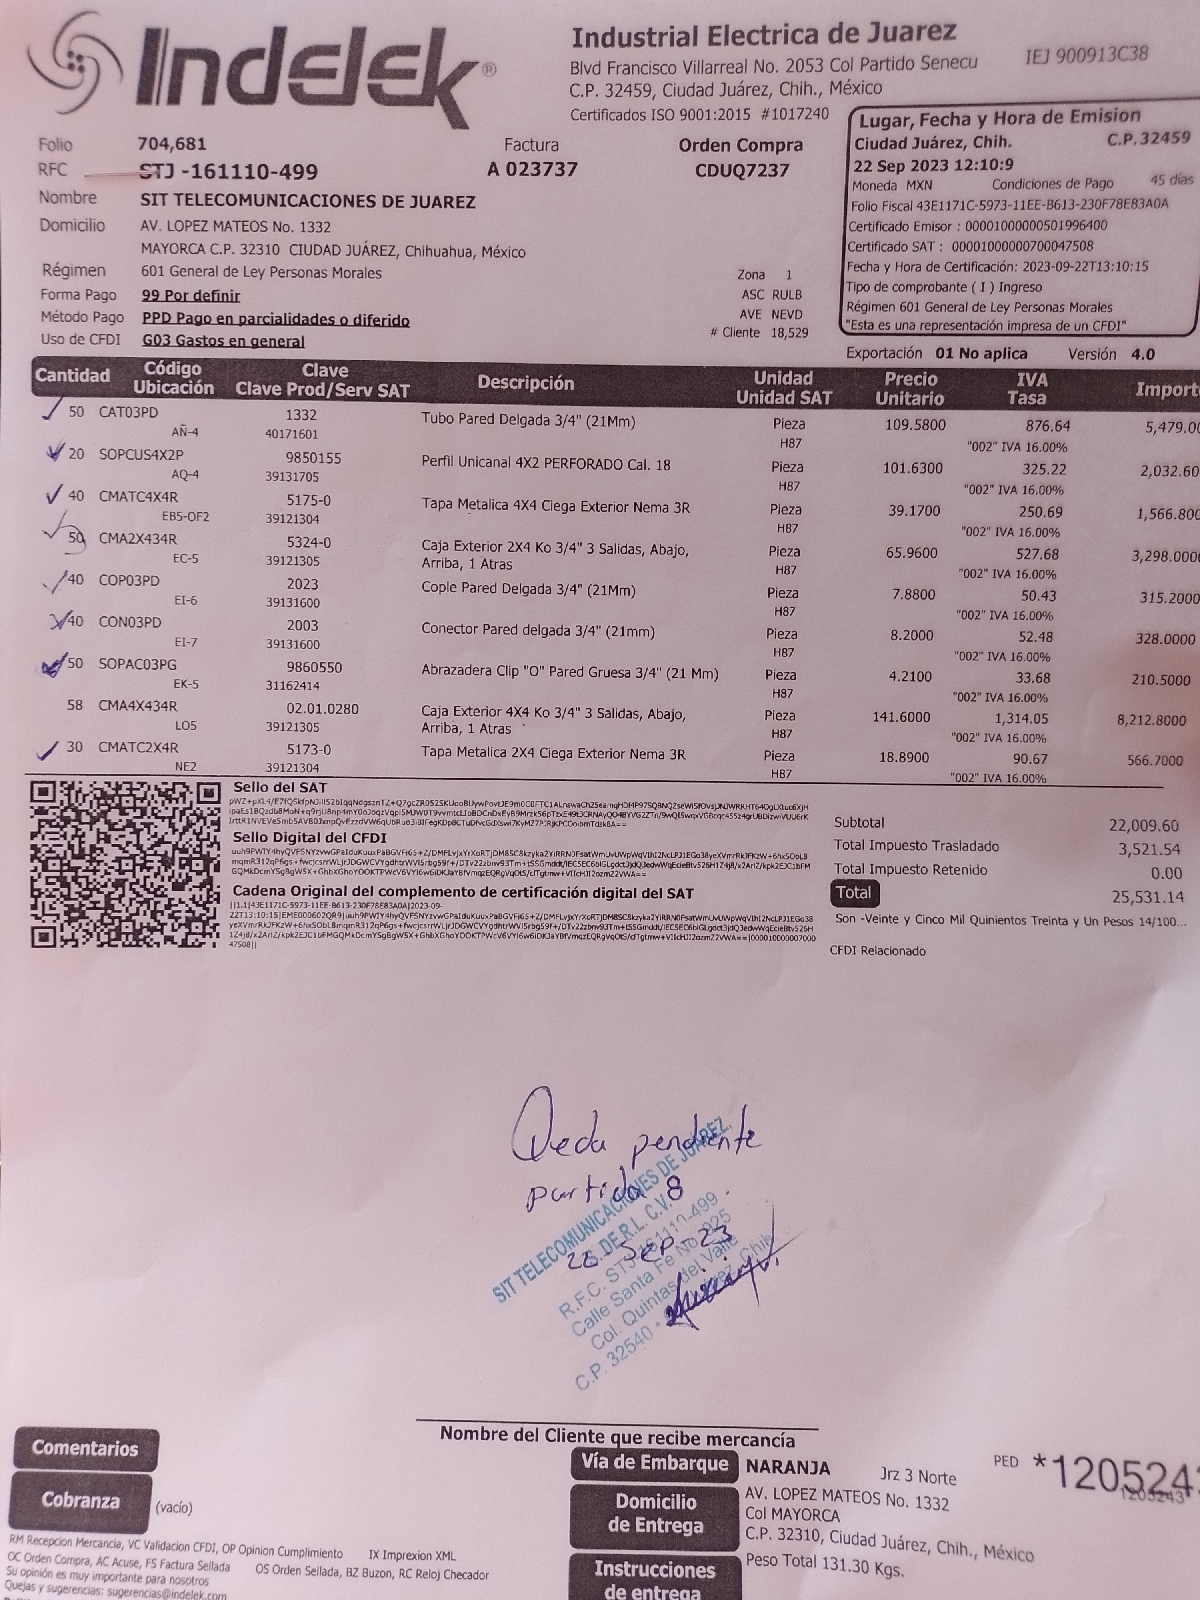 Indelek®
Industrial Electrica de Juarez
Blvd Francisco Villarreal No. 2053 Col Partido Senecu
IEJ 900913C38
C.P. 32459, Ciudad Juárez, Chih., México
Certificados ISO 9001:2015 #1017240
Folio 704,681
Factura
Orden Compra
RFC STJ -161110-499
A 023737
CDUQ7237
Nombre SIT TELECOMUNICACIONES DE JUAREZ
Domicilio AV. LOPEZ MATEOS No. 1332
MAYORCA C.P. 32310 CIUDAD JUÁREZ, Chihuahua, México
Régimen 601 General de Ley Personas Morales
Forma Pago 99 Por definir
Método Pago PPD Pago en parcialidades o diferido
Uso de CFDI G03 Gastos en general
Zona 1
ASC RULB
AVE NEVD
# Cliente 18,529
Lugar, Fecha y Hora de Emision
Ciudad Juárez, Chih. C.P. 32459
22 Sep 2023 12:10:9
Moneda MXN Condiciones de Pago 45 días
Folio Fiscal 43E1171C-5973-11EE-B613-230F78E83A0A
Certificado Emisor : 00001000000501996400
Certificado SAT : 00001000000700047508
Fecha y Hora de Certificación: 2023-09-22T13:10:15
Tipo de comprobante ( I ) Ingreso
Régimen 601 General de Ley Personas Morales
"Esta es una representación impresa de un CFDI"
Exportación 01 No aplica Versión 4.0
Cantidad Código Clave Descripción Unidad Precio IVA Import
Ubicación Clave Prod/Serv SAT Unidad SAT Unitario Tasa
50 CAT03PD 1332 Tubo Pared Delgada 3/4" (21Mm) Pieza 109.5800 876.64 5,479.00
AÑ-4 40171601 H87 "002" IVA 16.00%
20 SOPCUS4X2P 9850155 Perfil Unicanal 4X2 PERFORADO Cal. 18 Pieza 101.6300 325.22 2,032.60
AQ-4 39131705 H87 "002" IVA 16.00%
40 CMATC4X4R 5175-0 Tapa Metalica 4X4 Ciega Exterior Nema 3R Pieza 39.1700 250.69 1,566.800
EB5-OF2 39121304 H87 "002" IVA 16.00%
50 CMA2X434R 5324-0 Caja Exterior 2X4 Ko 3/4" 3 Salidas, Abajo, Pieza 65.9600 527.68 3,298.0000
EC-5 39121305 Arriba, 1 Atras H87 "002" IVA 16.00%
40 COP03PD 2023 Cople Pared Delgada 3/4" (21Mm) Pieza 7.8800 50.43 315.2000
EI-6 39131600 H87 "002" IVA 16.00%
40 CON03PD 2003 Conector Pared delgada 3/4" (21mm) Pieza 8.2000 52.48 328.0000
EI-7 39131600 H87 "002" IVA 16.00%
50 SOPAC03PG 9860550 Abrazadera Clip "O" Pared Gruesa 3/4" (21 Mm) Pieza 4.2100 33.68 210.5000
EK-5 31162414 H87 "002" IVA 16.00%
58 CMA4X434R 02.01.0280 Caja Exterior 4X4 Ko 3/4" 3 Salidas, Abajo, Pieza 141.6000 1,314.05 8,212.8000
LO5 39121305 Arriba, 1 Atras H87 "002" IVA 16.00%
30 CMATC2X4R 5173-0 Tapa Metalica 2X4 Ciega Exterior Nema 3R Pieza 18.8900 90.67 566.7000
NE2 39121304 H87 "002" IVA 16.00%
Sello del SAT
Sello Digital del CFDI
Cadena Original del complemento de certificación digital del SAT
||1.1|43E1171C-5973-11EE-B613-230F78E83A0A|2023-09-
47508||
Subtotal 22,009.60
Total Impuesto Trasladado 3,521.54
Total Impuesto Retenido 0.00
Total 25,531.14
Son -Veinte y Cinco Mil Quinientos Treinta y Un Pesos 14/100...
CFDI Relacionado
Queda pendiente
partida 8
22 Sep-23
SIT TELECOMUNICACIONES DE JUAREZ,
S. DE R.L. C.V.
R.F.C. STJ-161110-499
Calle Santa Fe No.
Col. Quintas del Valle
C.P. 32540 Juárez, Chih.
Nombre del Cliente que recibe mercancía
Comentarios
Cobranza (vacío)
Vía de Embarque NARANJA Jrz 3 Norte
PED *1205243
1205243
Domicilio de Entrega
AV. LOPEZ MATEOS No. 1332
Col MAYORCA
C.P. 32310, Ciudad Juárez, Chih., México
Peso Total 131.30 Kgs.
Instrucciones de entrega
RM Recepcion Mercancia, VC Validacion CFDI, OP Opinion Cumplimiento IX Imprexion XML
OC Orden Compra, AC Acuse, FS Factura Sellada OS Orden Sellada, BZ Buzon, RC Reloj Checador
Su opinión es muy importante para nosotros
Quejas y sugerencias: sugerencias@indelek.com